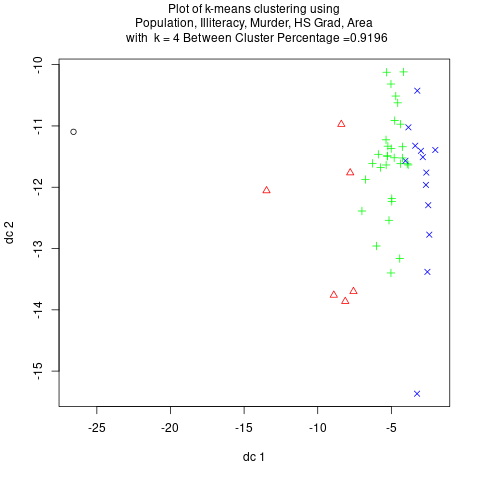 Plot of k-means clustering using
Population, Illiteracy, Murder, HS Grad, Area
with k = 4 Between Cluster Percentage =0.9196
-10
-11
-12
-13
-14
-15
dc 2
-25
-20
-15
-10
-5
dc 1